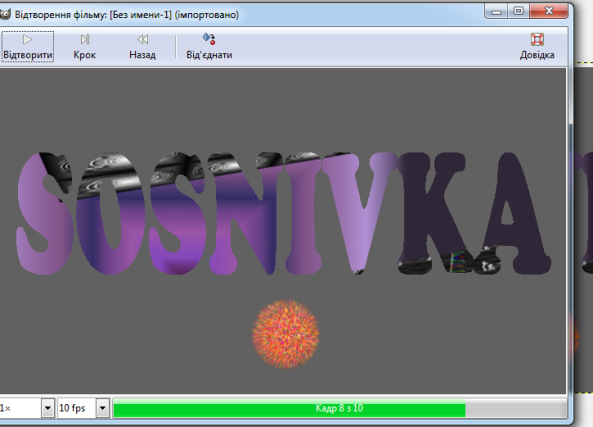 Відтворення фільму: [Без имени-1] (імпортовано)
Відтворити Крок Назад Від'єднати Довідка
SOSNIVKA
1× 10 fps Кадр 8 з 10